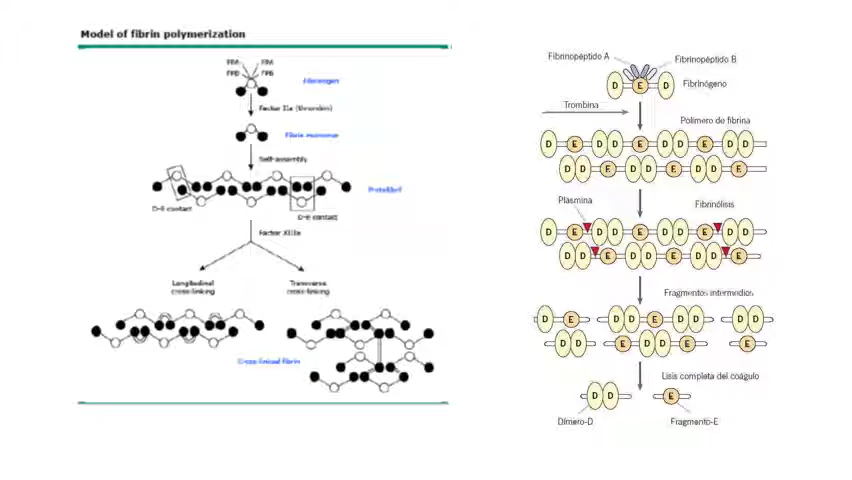 Model of fibrin polymerization
FPA FPA
FPB FPB
Fibrinogen
Factor IIa (thrombin)
Fibrin monomer
Self-assembly
Protofibril
D-E contact
D-D contact
Factor XIIIa
Longitudinal
cross-linking
Transverse
cross-linking
Cross-linked fibrin
Fibrinopéptido A
Fibrinopéptido B
D E D
Fibrinógeno
Trombina
Polímero de fibrina
D E D D E D D E D D
D D E D D E D D E
Plasmina
Fibrinólisis
D E D D E D D E D D
D D E D D E D D E
Fragmentos intermedios
D E D D E D D D D
D D E D D E E
Lisis completa del coágulo
D D E
Dímero-D
Fragmento-E